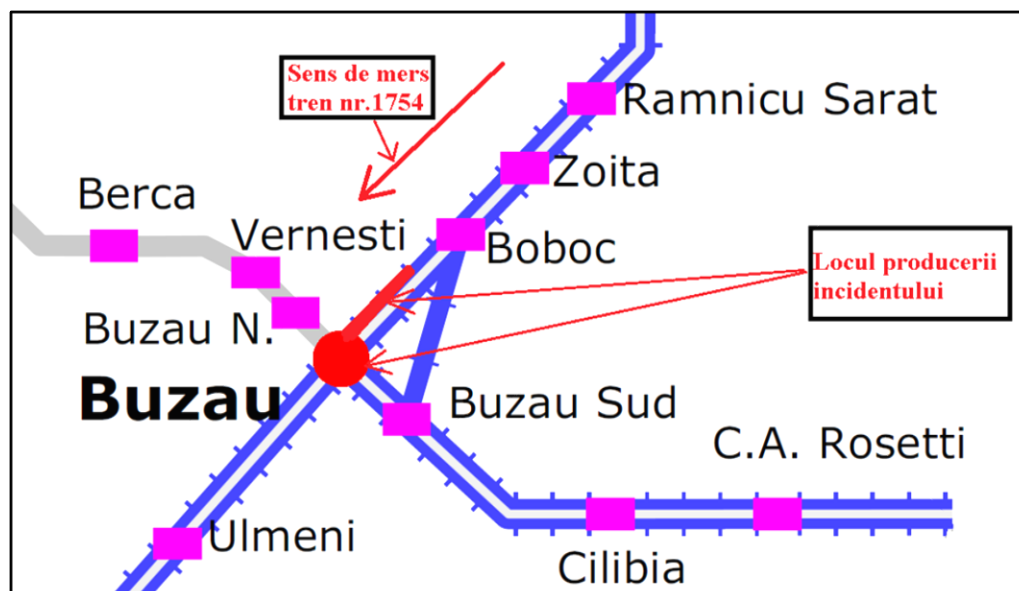 Sens de mers
tren nr.1754
Ramnicu Sarat
Zoita
Berca
Vernesti
Boboc
Locul producerii
incidentului
Buzau N.
Buzau
Buzau Sud
C.A. Rosetti
Ulmeni
Cilibia